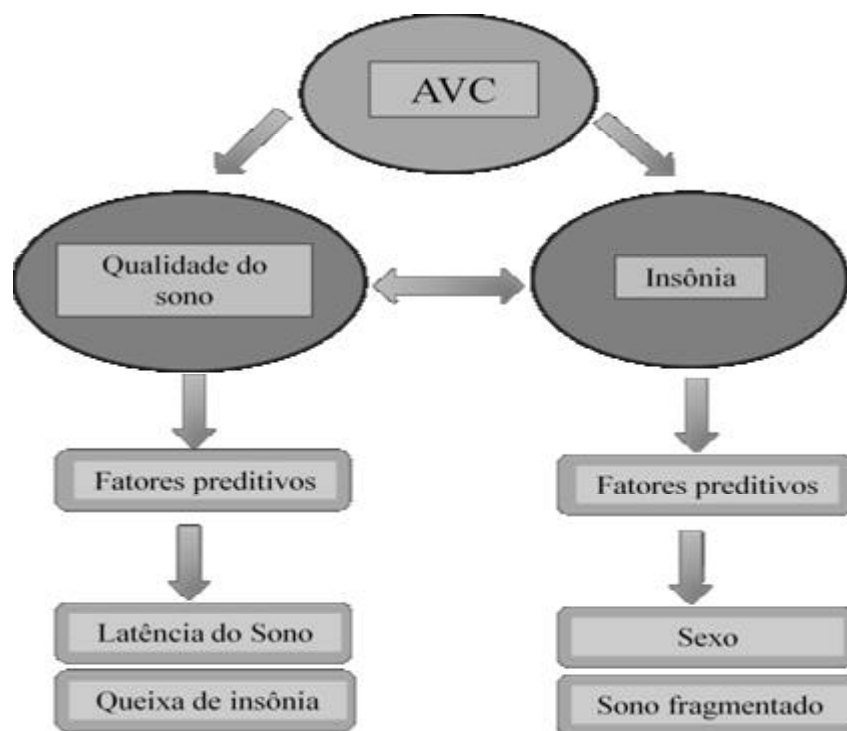 AVC
Qualidade do
sono
Insônia
Fatores preditivos
Fatores preditivos
Latência do Sono
Sexo
Queixa de insônia
Sono fragmentado